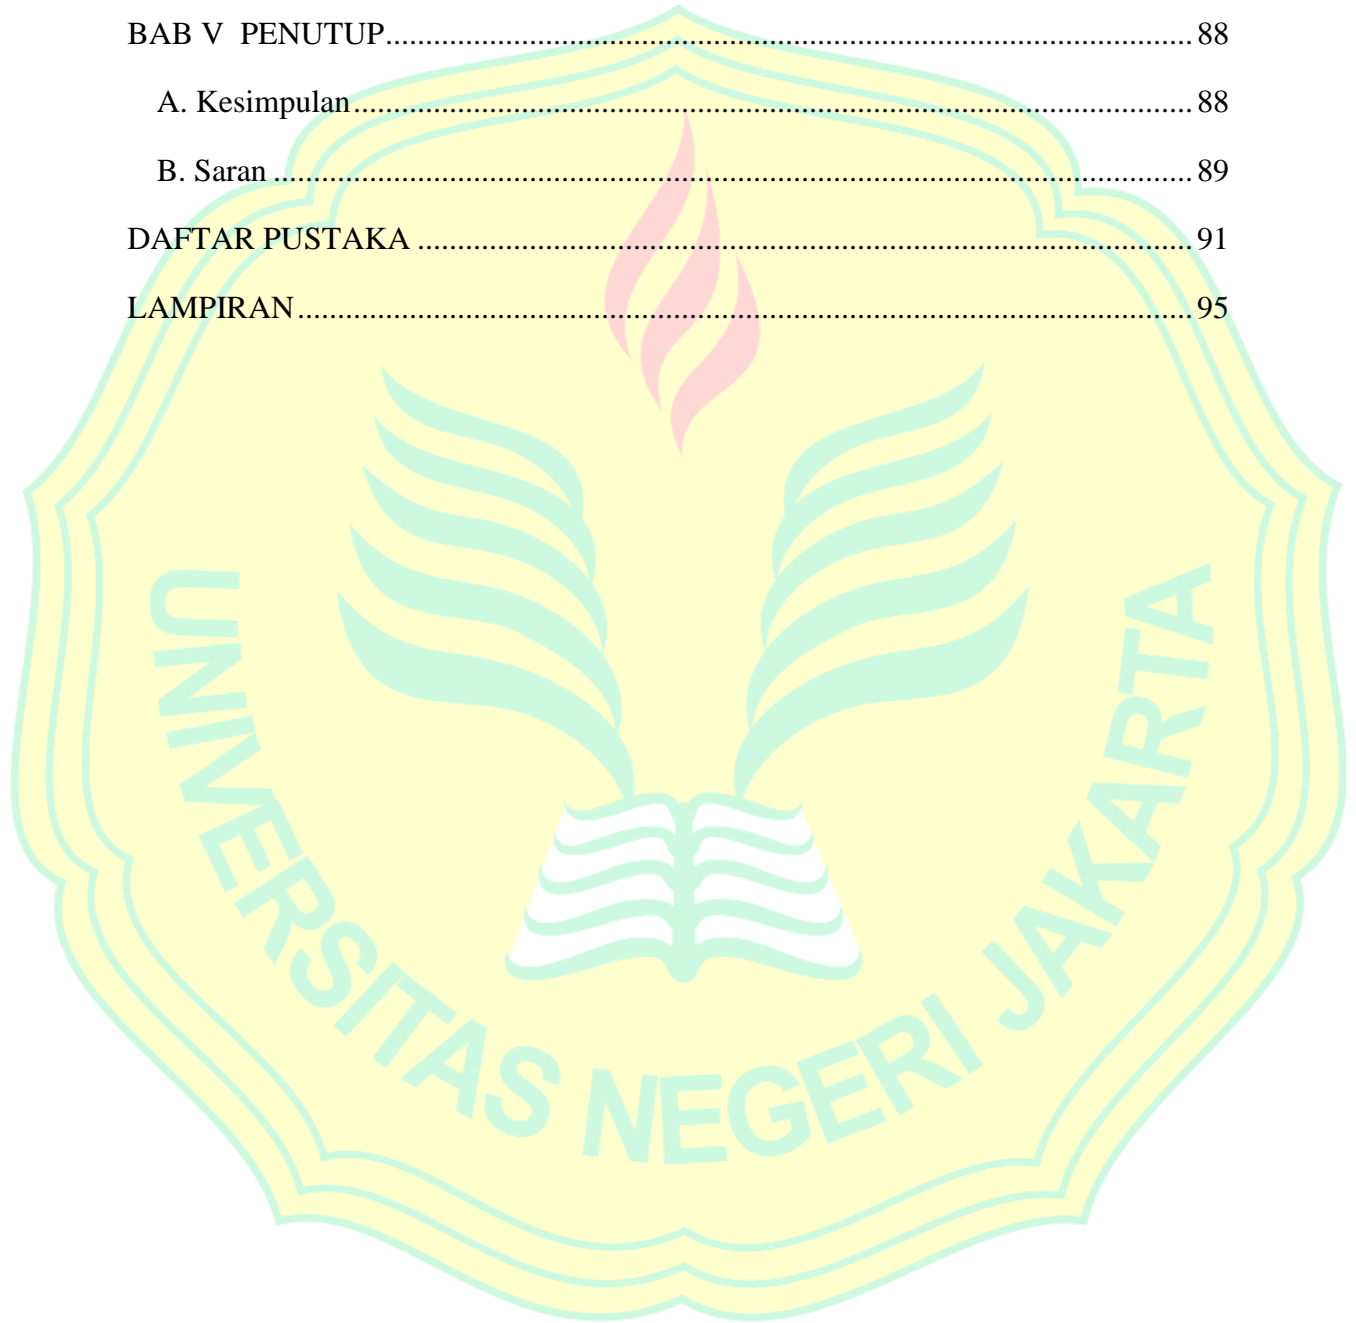 BAB V  PENUTUP..................................................................................................... 88
A. Kesimpulan......................................................................................................... 88
B. Saran ................................................................................................................... 89
DAFTAR PUSTAKA ................................................................................................. 91
LAMPIRAN................................................................................................................ 95
UNIVERSITAS NEGERI JAKARTA